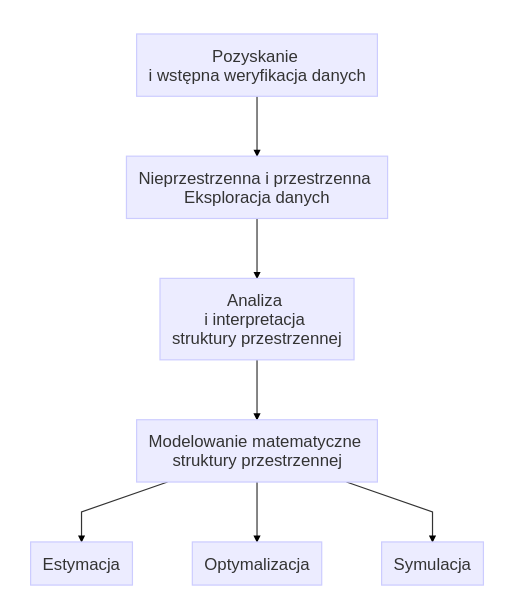 Pozyskanie
i wstępna weryfikacja danych
Nieprzestrzenna i przestrzenna
Eksploracja danych
Analiza
i interpretacja
struktury przestrzennej
Modelowanie matematyczne
struktury przestrzennej
Estymacja
Optymalizacja
Symulacja